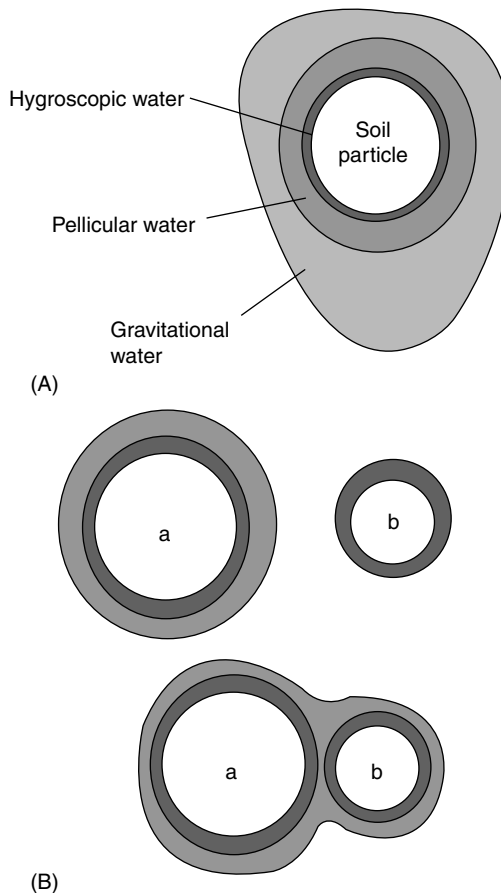 Hygroscopic water
Soil
particle
Pellicular water
Gravitational
water
(A)
a
b
a
b
(B)